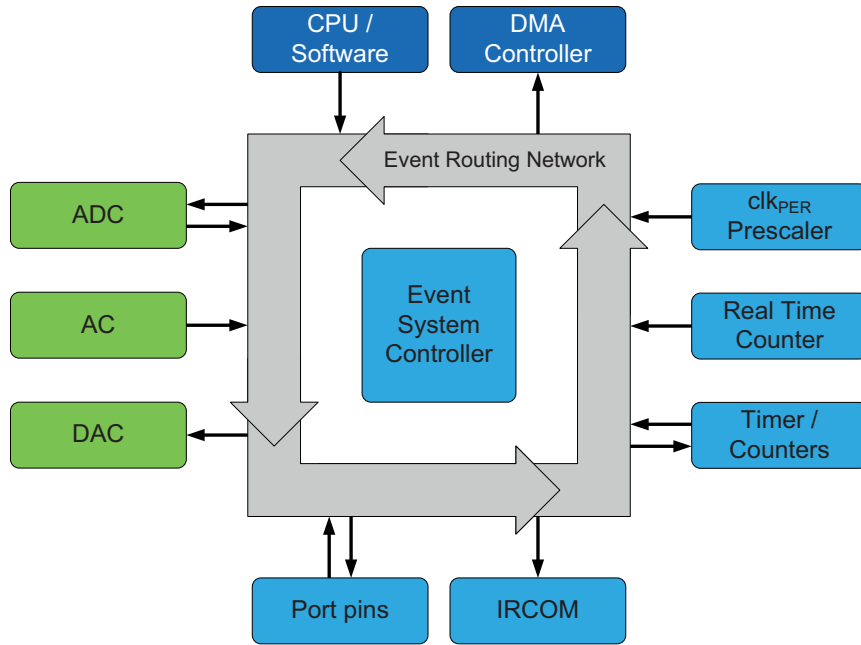 CPU /
Software
DMA
Controller
Event Routing Network
ADC
clkPER
Prescaler
Event
System
Controller
AC
Real Time
Counter
DAC
Timer /
Counters
Port pins
IRCOM